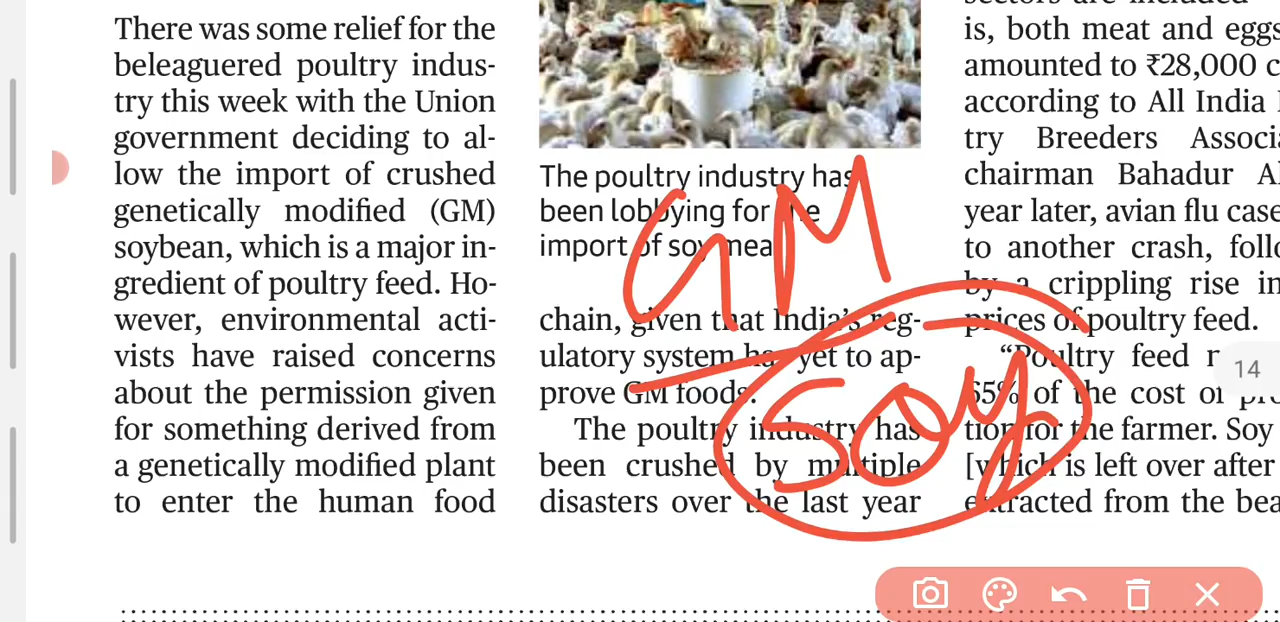 There was some relief for the
beleaguered poultry indus-
try this week with the Union
government deciding to al-
low the import of crushed
genetically modified (GM)
soybean, which is a major in-
gredient of poultry feed. Ho-
wever, environmental acti-
vists have raised concerns
about the permission given
for something derived from
a genetically modified plant
to enter the human food
The poultry industry has
been lobbying for the
import of soy meal
GM
soy
chain, given that India's reg-
ulatory system has yet to ap-
prove GM foods.
The poultry industry has
been crushed by multiple
disasters over the last year
is, both meat and eggs
amounted to ₹28,000
according to All India
try Breeders
chairman Bahadur
year later, avian flu
to another crash,
by a crippling rise in
prices of poultry feed.
"Poultry feed
65% of the cost of
tion for the farmer. Soy
[which is left over after
extracted from the
14